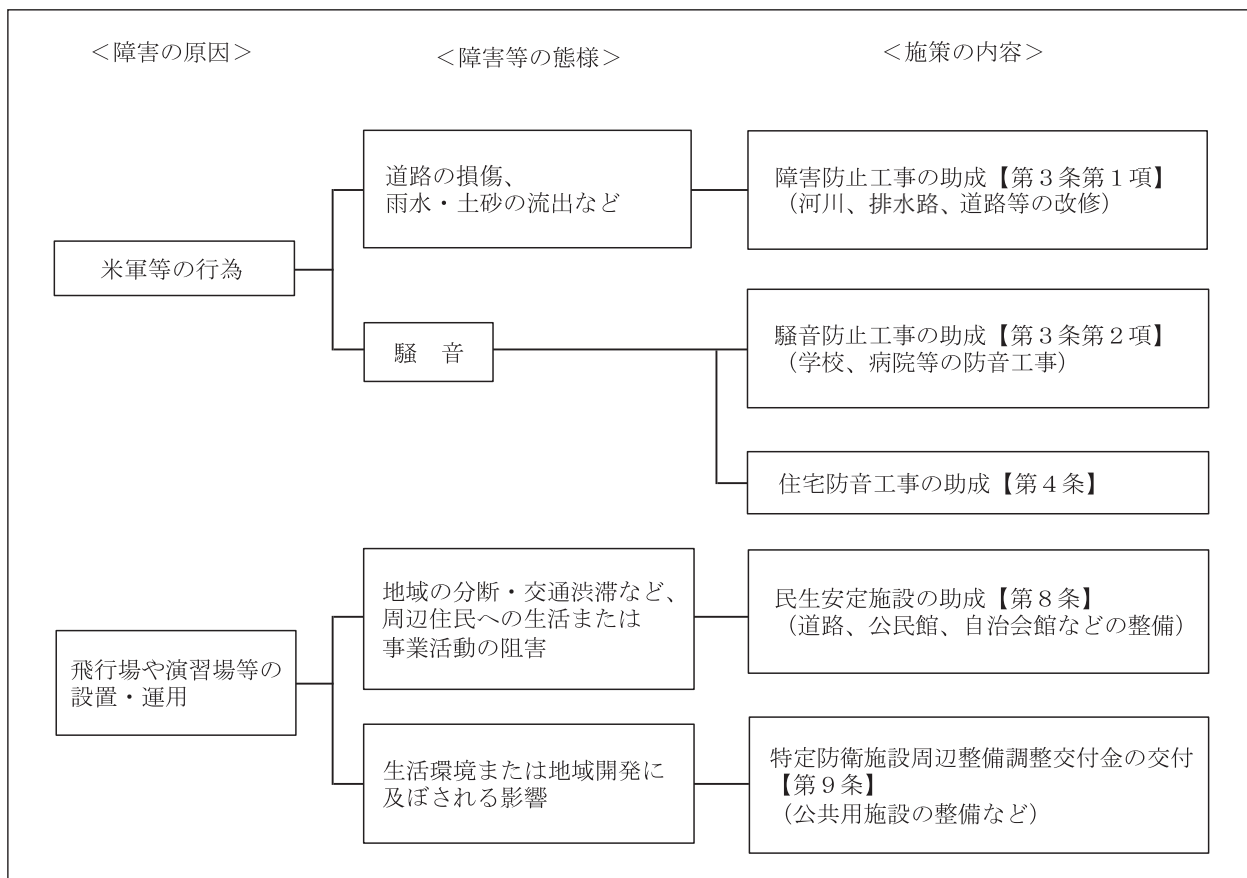 ＜障害の原因＞
＜障害等の態様＞
＜施策の内容＞
米軍等の行為
道路の損傷、
雨水・土砂の流出など
障害防止工事の助成【第３条第１項】
（河川、排水路、道路等の改修）
騒　音
騒音防止工事の助成【第３条第２項】
（学校、病院等の防音工事）
住宅防音工事の助成【第４条】
飛行場や演習場等の
設置・運用
地域の分断・交通渋滞など、
周辺住民への生活または
事業活動の阻害
民生安定施設の助成【第８条】
（道路、公民館、自治会館などの整備）
生活環境または地域開発に
及ぼされる影響
特定防衛施設周辺整備調整交付金の交付
【第９条】
（公共用施設の整備など）